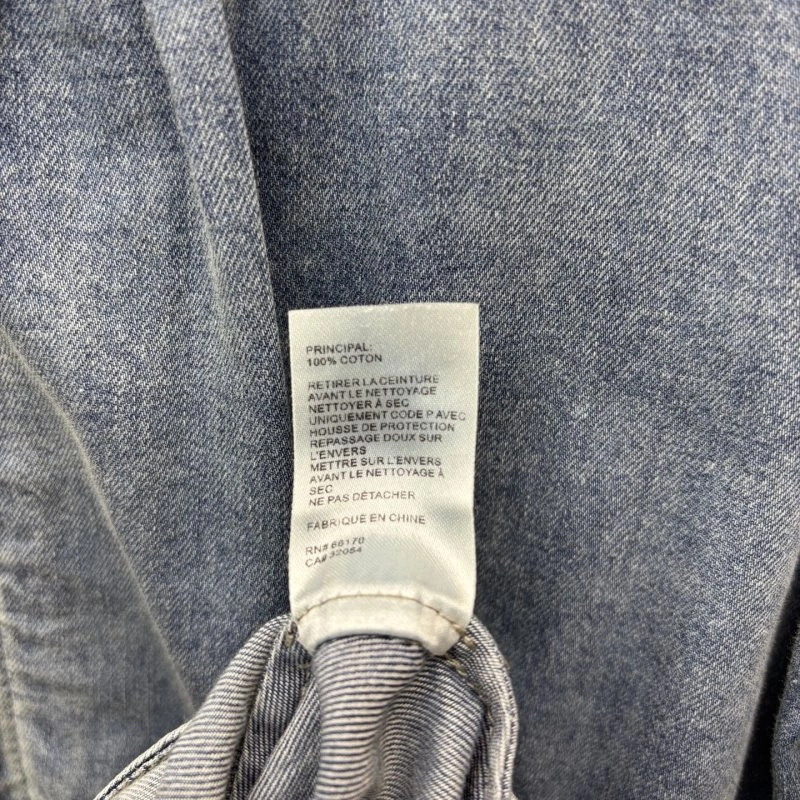 PRINCIPAL:
100% COTON
RETIRER LA CEINTURE
AVANT LE NETTOYAGE
NETTOYER À SEC
UNIQUEMENT CODE P AVEC
HOUSSE DE PROTECTION
REPASSAGE DOUX SUR
L'ENVERS
METTRE SUR L'ENVERS
AVANT LE NETTOYAGE À
SEC
NE PAS DÉTACHER
FABRIQUÉ EN CHINE
RN# 66170
CA# 32054